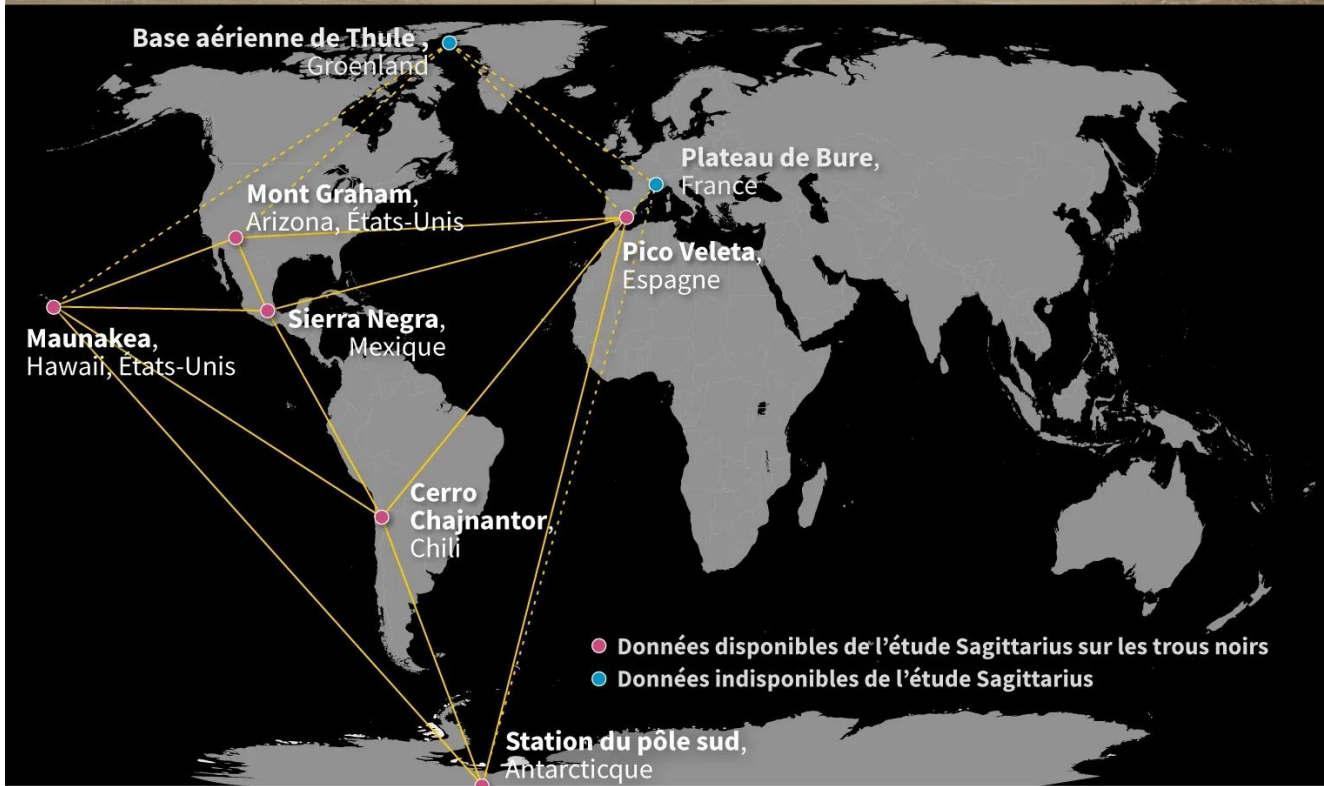 Base aérienne de Thule ,
Groenland
Plateau de Bure,
France
Mont Graham,
Arizona, États-Unis
Pico Veleta,
Espagne
Sierra Negra,
Mexique
Maunakea,
Hawaii, États-Unis
Cerro
Chajnantor,
Chili
Données disponibles de l’étude Sagittarius sur les trous noirs
Données indisponibles de l’étude Sagittarius
Station du pôle sud,
Antarcticque